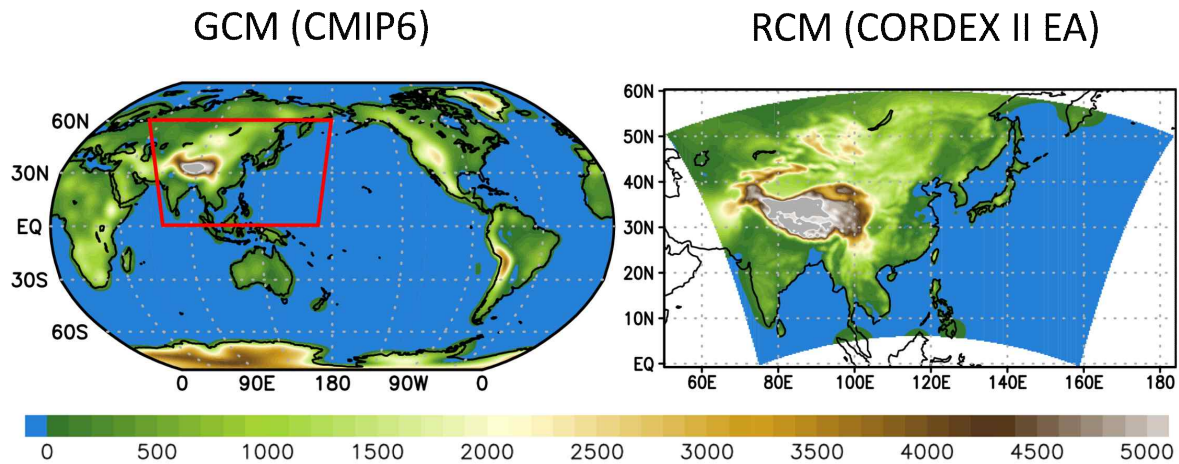 GCM (CMIP6)
RCM (CORDEX II EA)
60N
30N
EQ
30S
60S
0 90E 180 90W 0
60N
50N
40N
30N
20N
10N
EQ
60E 80E 100E 120E 140E 160E 180
0 500 1000 1500 2000 2500 3000 3500 4000 4500 5000